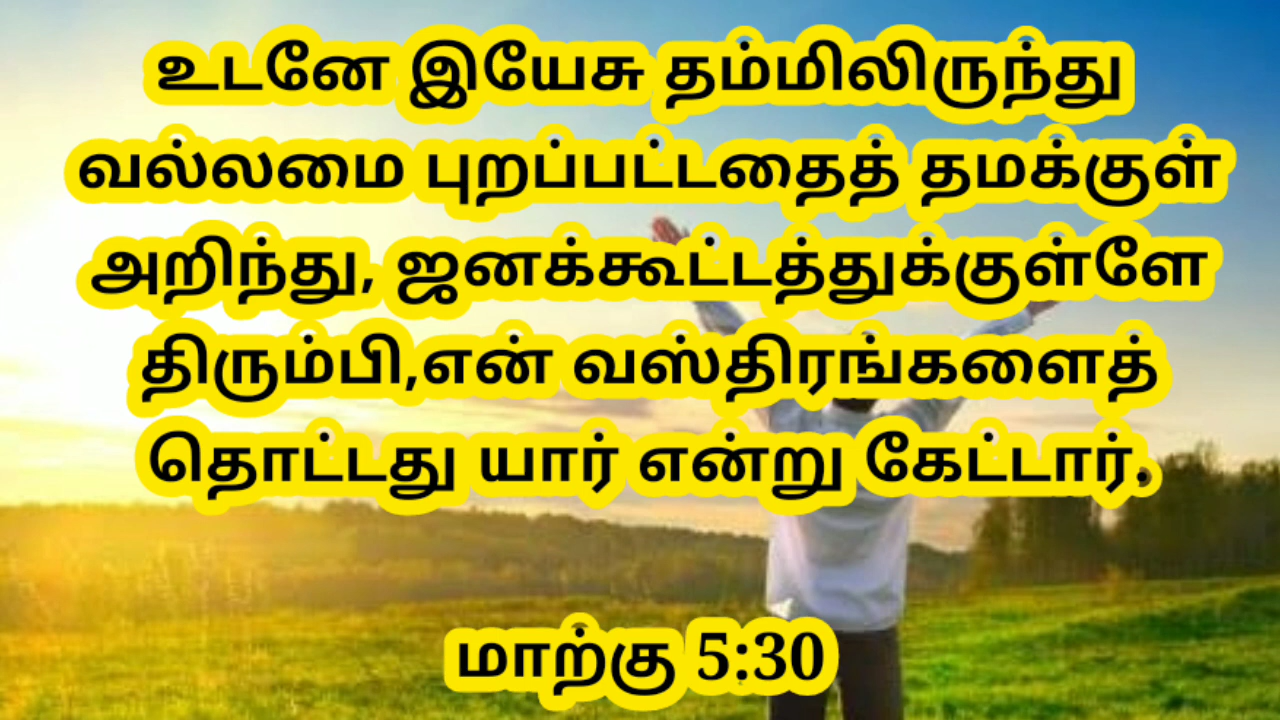 உடனே இயேசு தம்மிலிருந்து
வல்லமை புறப்பட்டதைத் தமக்குள்
அறிந்து, ஜனக்கூட்டத்துக்குள்ளே
திரும்பி,என் வஸ்திரங்களைத்
தொட்டது யார் என்று கேட்டார்.
மாற்கு 5:30